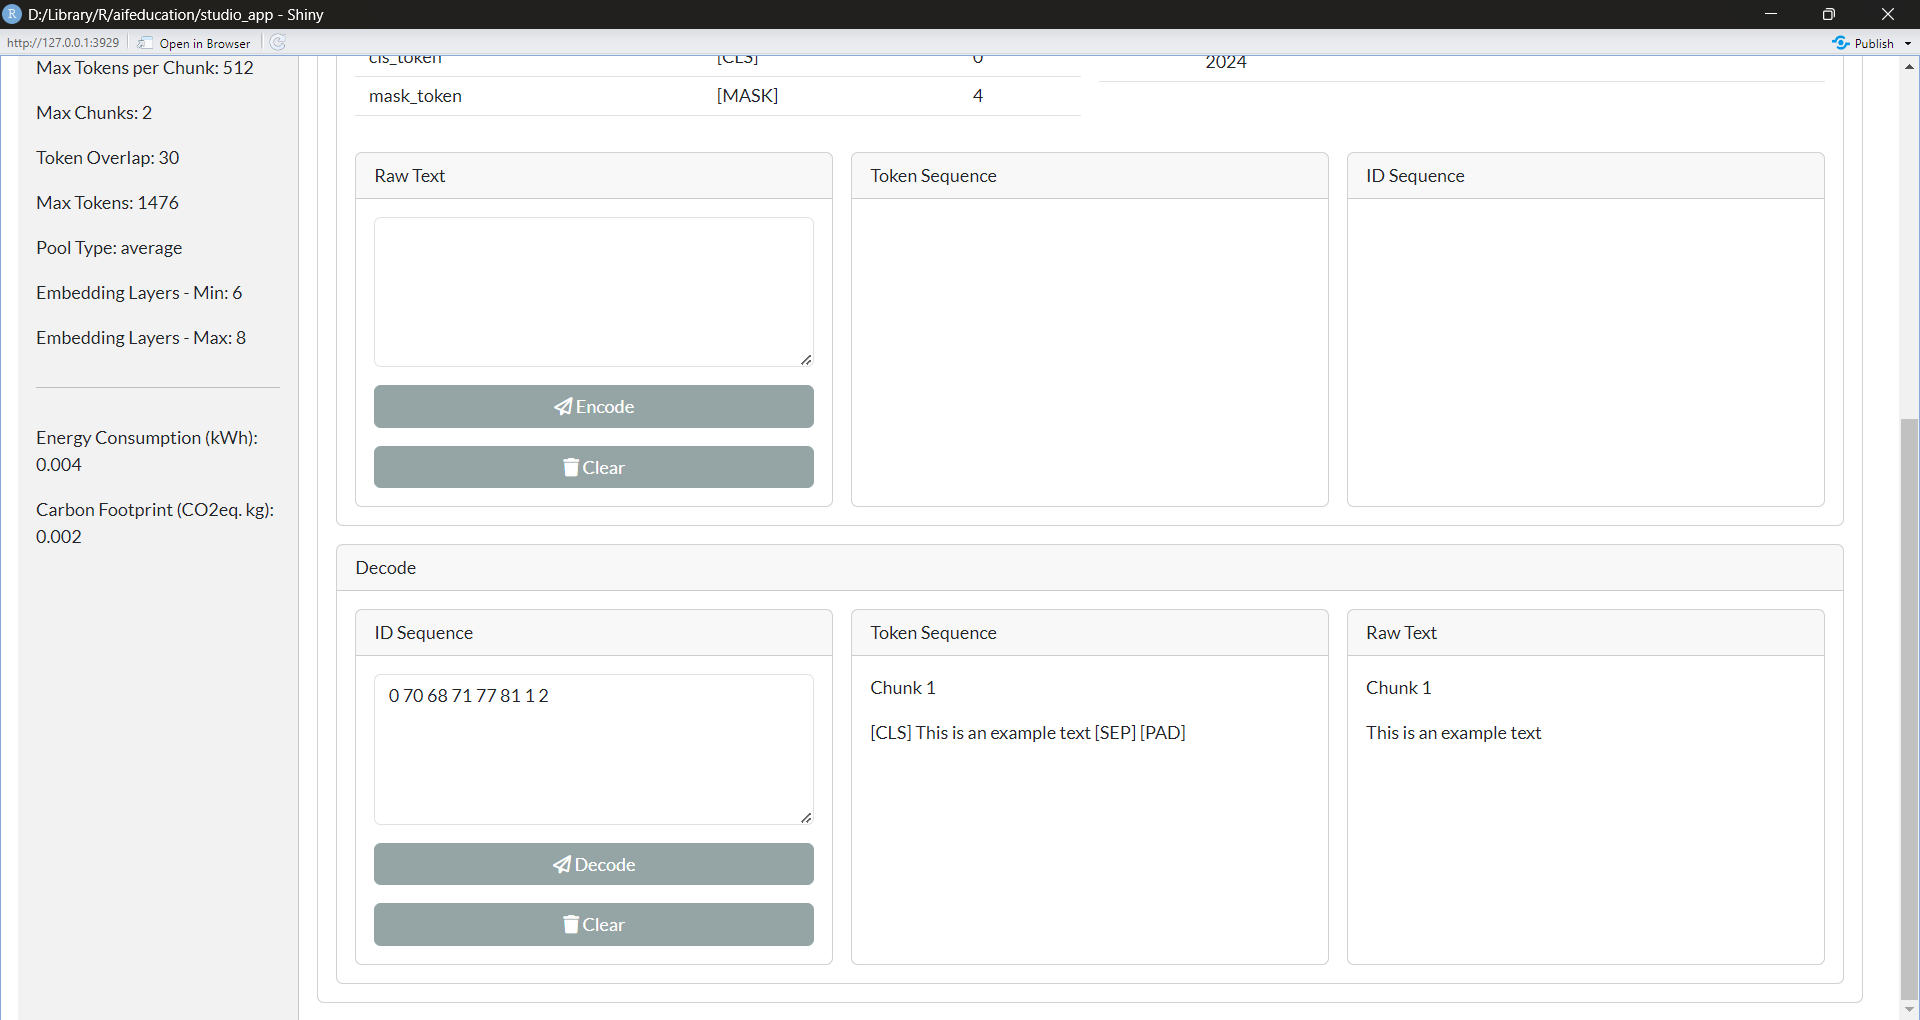 R D:/Library/R/aifeducation/studio_app - Shiny
http://127.0.0.1:3929 Open in Browser Publish
Max Tokens per Chunk: 512
Max Chunks: 2
Token Overlap: 30
Max Tokens: 1476
Pool Type: average
Embedding Layers - Min: 6
Embedding Layers - Max: 8
Energy Consumption (kWh):
0.004
Carbon Footprint (CO2eq. kg):
0.002
cls_token [CLS] 0
2024
mask_token [MASK] 4
Raw Text
Encode
Clear
Token Sequence
ID Sequence
Decode
ID Sequence
0 70 68 71 77 81 1 2
Decode
Clear
Token Sequence
Chunk 1
[CLS] This is an example text [SEP] [PAD]
Raw Text
Chunk 1
This is an example text